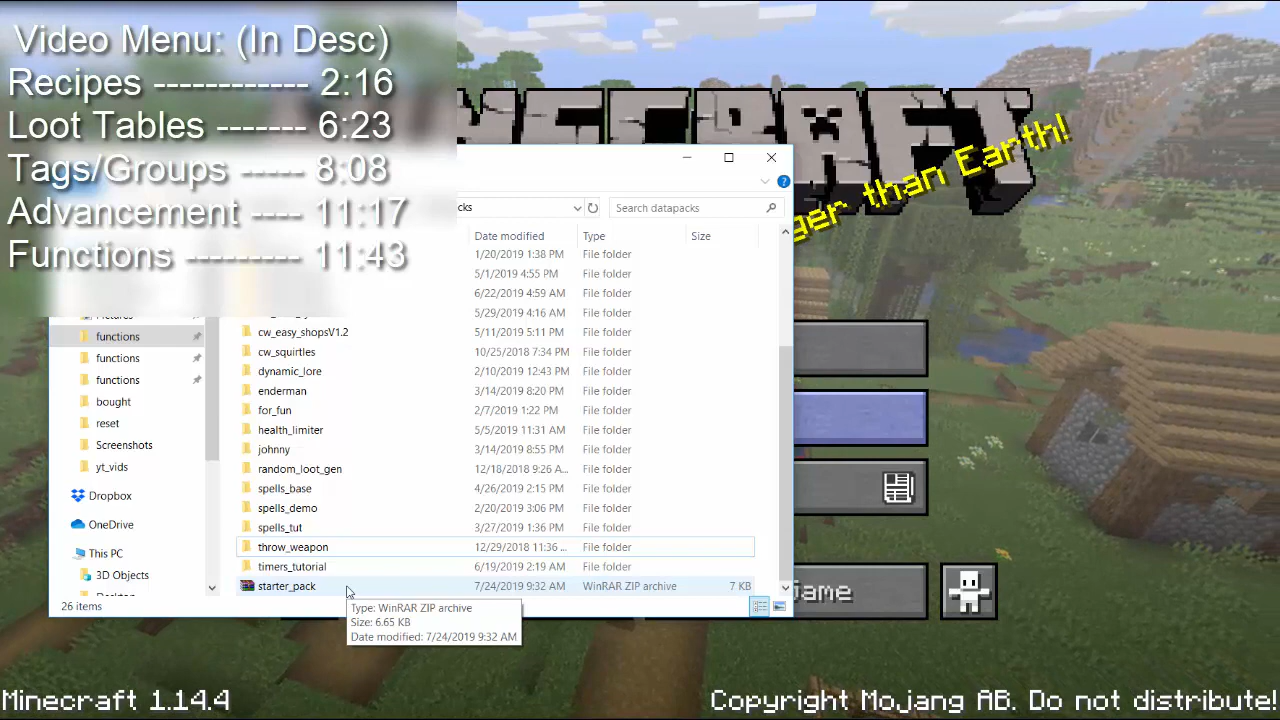 Video Menu: (In Desc)
Recipes ------------ 2:16
Loot Tables ------- 6:23
Tags/Groups ----- 8:08
Advancement ---- 11:17
Functions --------- 11:43
Search datapacks
Date modified Type Size
1/20/2019 1:38 PM File folder
5/1/2019 4:55 PM File folder
6/22/2019 4:59 AM File folder
5/29/2019 4:16 AM File folder
cw_easy_shopsV1.2 5/11/2019 5:11 PM File folder
cw_squirtles 10/25/2018 7:34 PM File folder
dynamic_lore 2/10/2019 12:43 PM File folder
enderman 3/14/2019 8:20 PM File folder
for_fun 2/7/2019 1:22 PM File folder
health_limiter 5/5/2019 11:31 AM File folder
johnny 3/14/2019 8:55 PM File folder
random_loot_gen 12/18/2018 9:26 A... File folder
spells_base 4/26/2019 2:15 PM File folder
spells_demo 2/20/2019 3:06 PM File folder
spells_tut 3/27/2019 1:36 PM File folder
throw_weapon 12/29/2018 11:36 ... File folder
timers_tutorial 6/19/2019 2:19 AM File folder
starter_pack 7/24/2019 9:32 AM WinRAR ZIP archive 7 KB
functions
functions
functions
bought
reset
Screenshots
yt_vids
Dropbox
OneDrive
This PC
3D Objects
26 items
Type: WinRAR ZIP archive
Size: 6.65 KB
Date modified: 7/24/2019 9:32 AM
than Earth!
Minecraft 1.14.4
Copyright Mojang AB. Do not distribute!